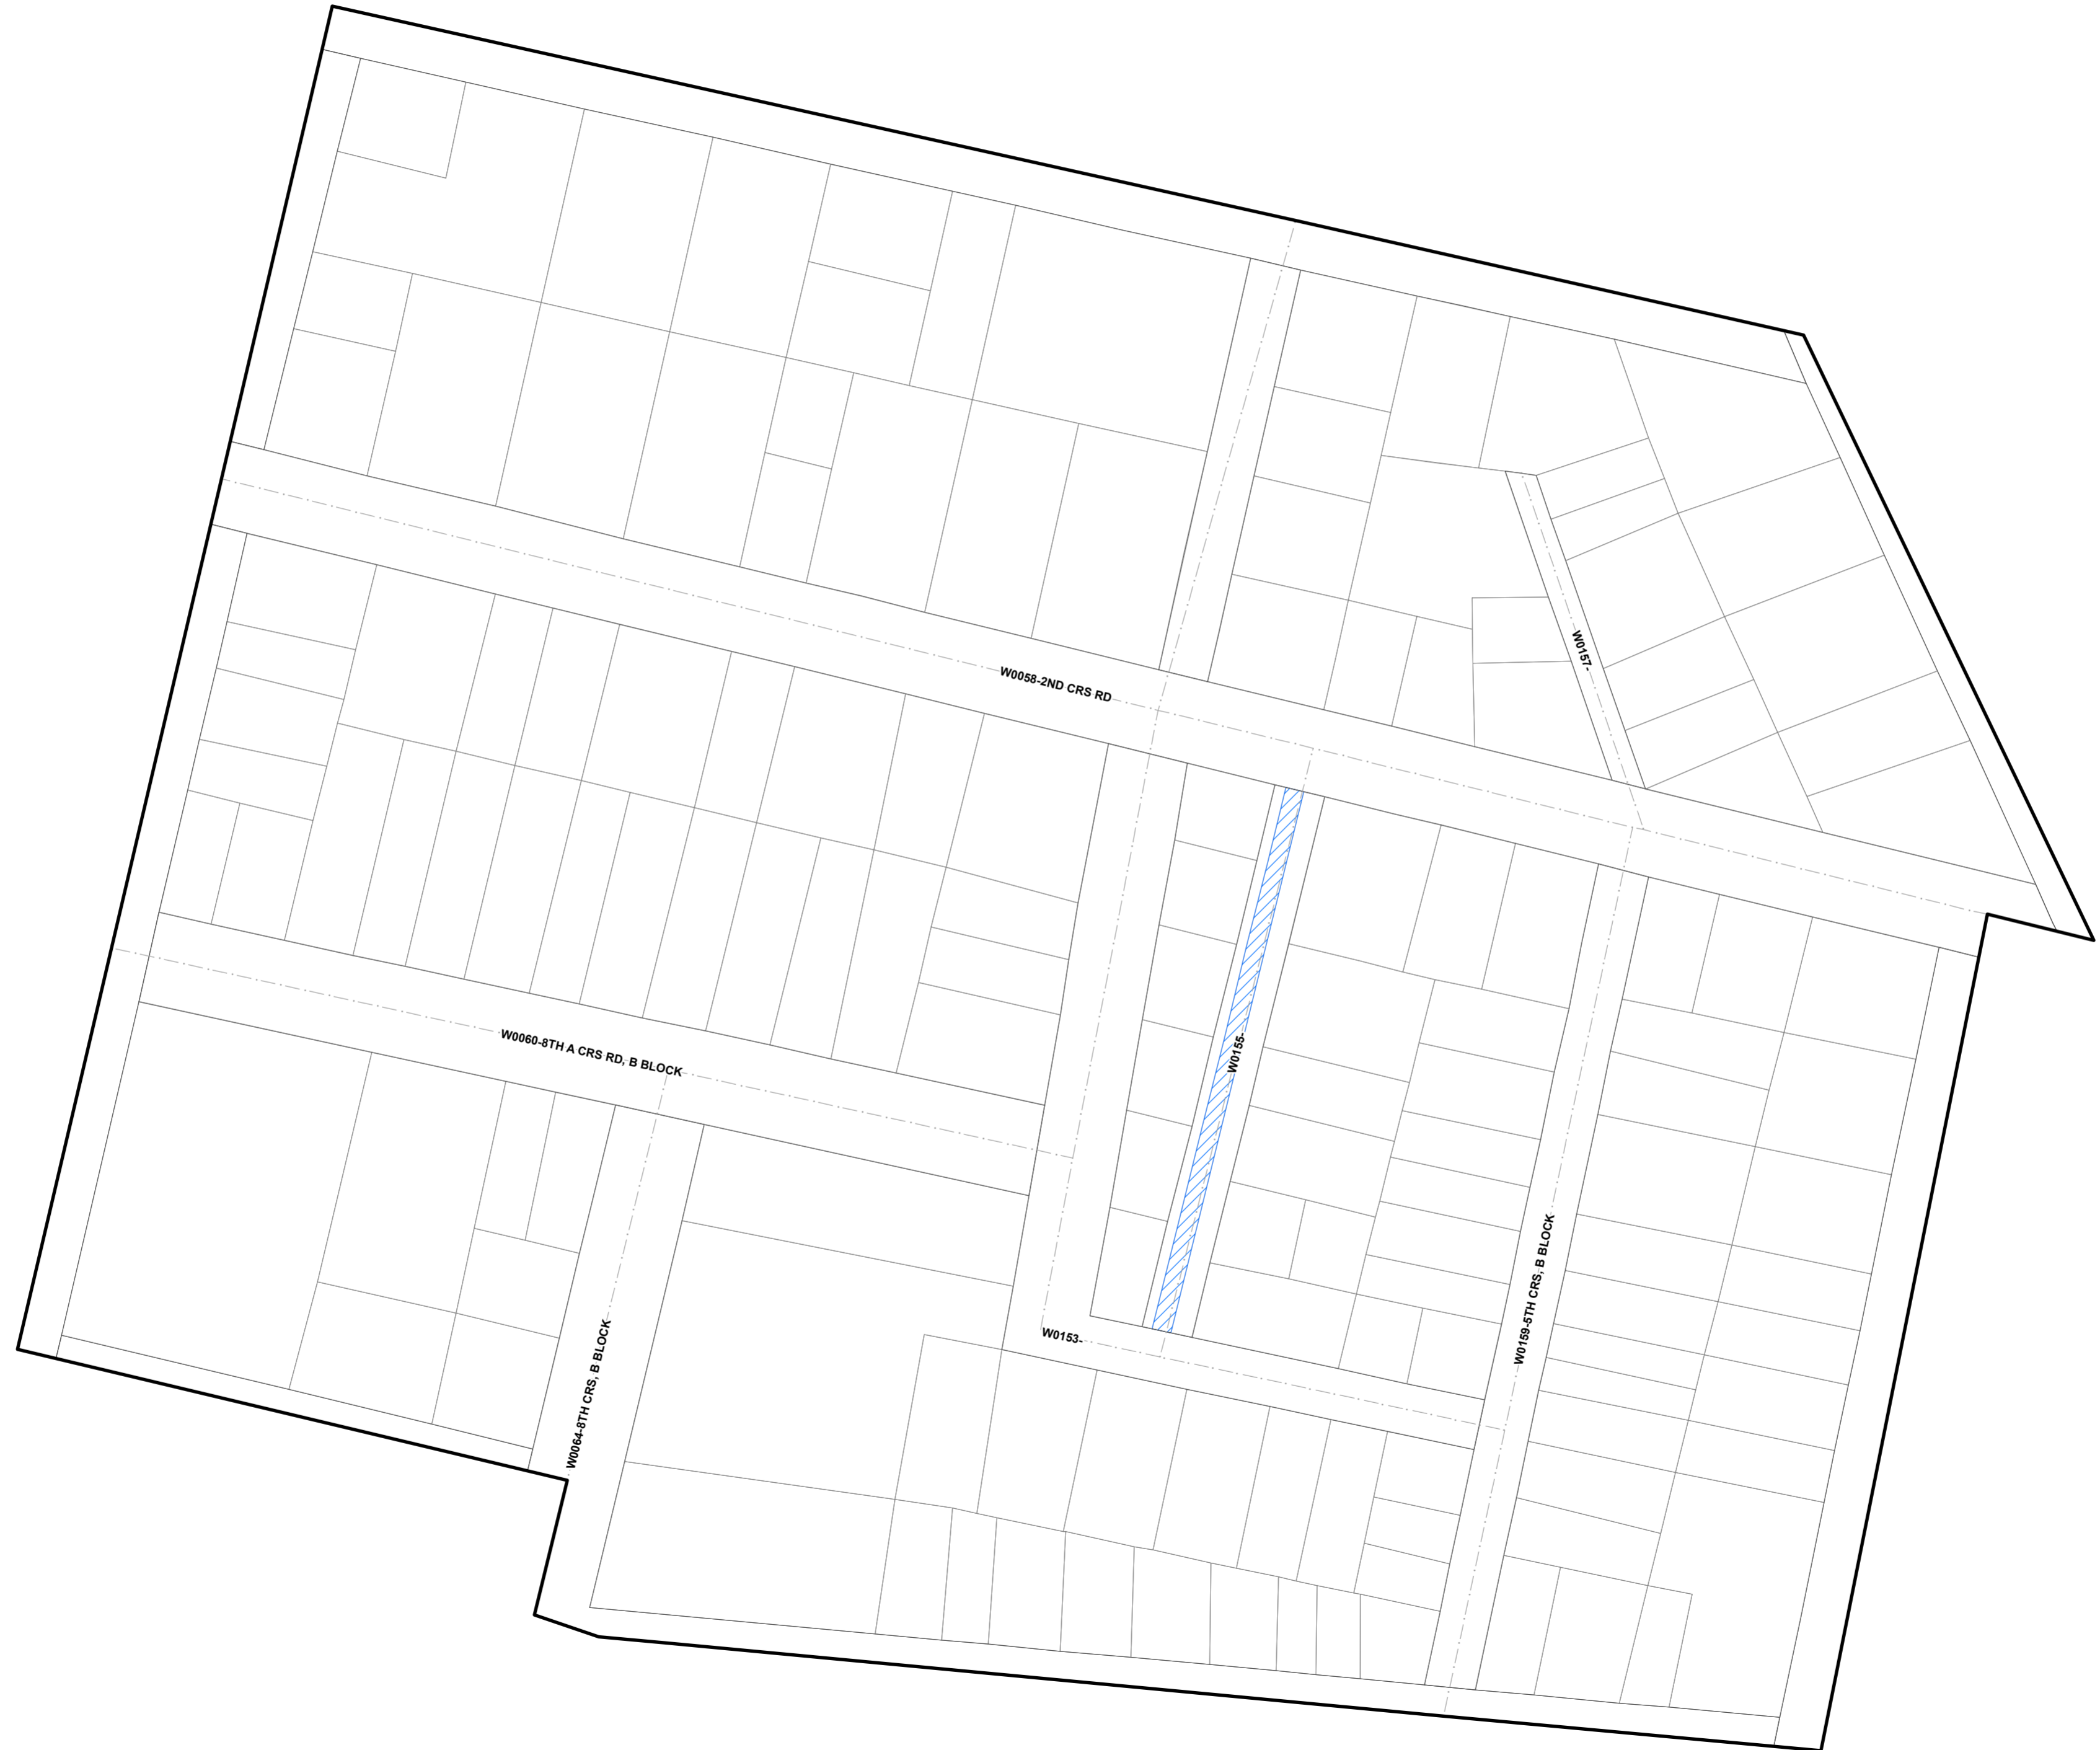 W0157-
W0058-2ND CRS RD
W0155-
W0060-8TH A CRS RD, B BLOCK
W0159-5TH CRS, B BLOCK
W0153-
W0064-8TH CRS, B BLOCK